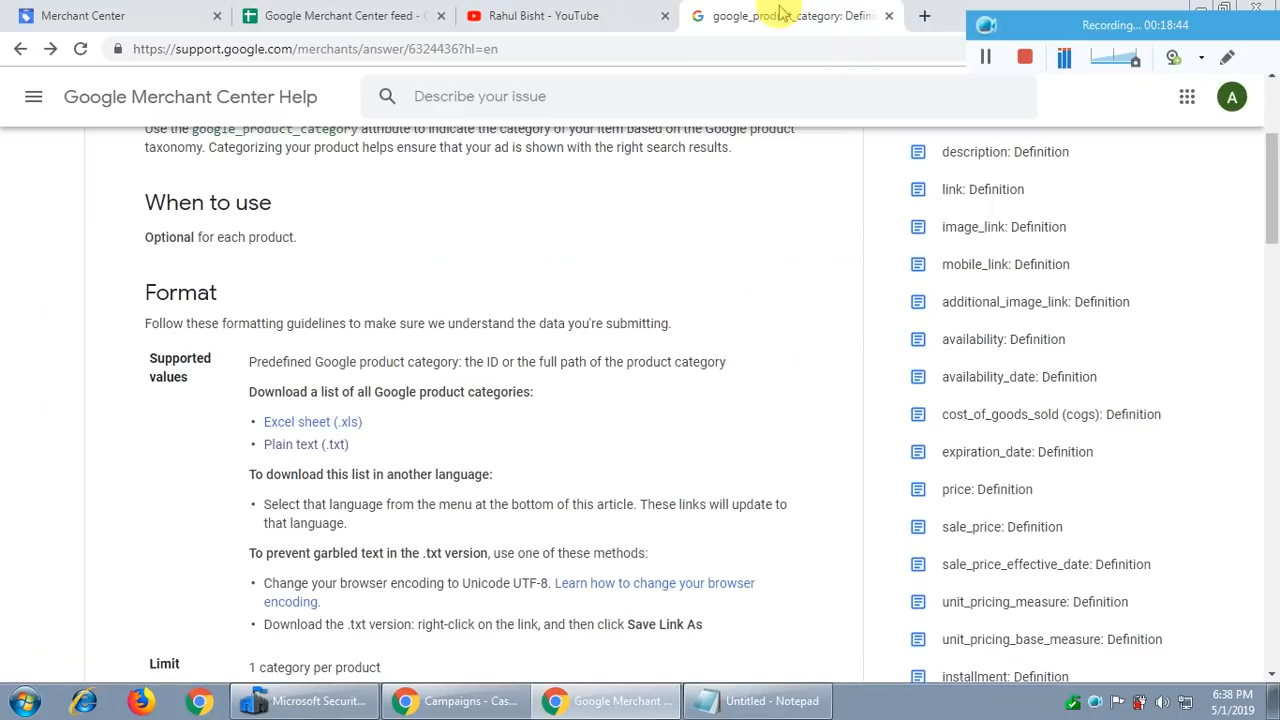 Merchant Center
Google Merchant Center feed -
Rahul Bisht - YouTube
google_product_category: Defini
Recording... 00:18:44
https://support.google.com/merchants/answer/6324436?hl=en
Google Merchant Center Help
Describe your issue
A
Use the google_product_category attribute to indicate the category of your item based on the Google product
taxonomy. Categorizing your product helps ensure that your ad is shown with the right search results.
When to use
Optional for each product.
Format
Follow these formatting guidelines to make sure we understand the data you're submitting.
Supported
values
Predefined Google product category: the ID or the full path of the product category
Download a list of all Google product categories:
• Excel sheet (.xls)
• Plain text (.txt)
To download this list in another language:
• Select that language from the menu at the bottom of this article. These links will update to
that language.
To prevent garbled text in the .txt version, use one of these methods:
• Change your browser encoding to Unicode UTF-8. Learn how to change your browser
encoding.
• Download the .txt version: right-click on the link, and then click Save Link As
Limit
1 category per product
description: Definition
link: Definition
image_link: Definition
mobile_link: Definition
additional_image_link: Definition
availability: Definition
availability_date: Definition
cost_of_goods_sold (cogs): Definition
expiration_date: Definition
price: Definition
sale_price: Definition
sale_price_effective_date: Definition
unit_pricing_measure: Definition
unit_pricing_base_measure: Definition
installment: Definition
Microsoft Securit...
Campaigns - Cas...
Google Merchant ...
Untitled - Notepad
6:38 PM
5/1/2019